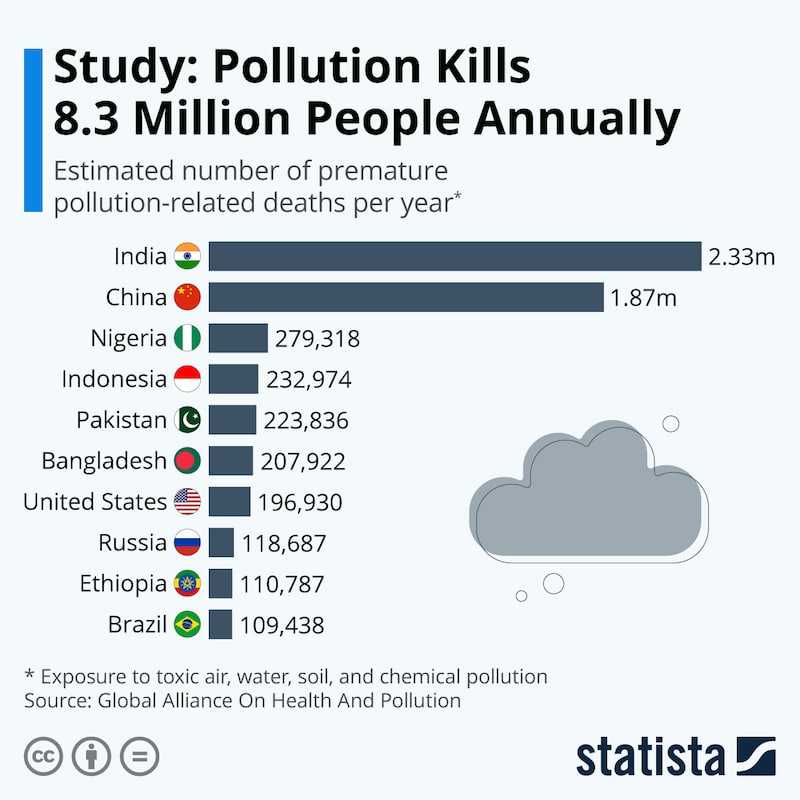 Study: Pollution Kills
8.3 Million People Annually
Estimated number of premature
pollution-related deaths per year*
India 2.33m
China 1.87m
Nigeria 279,318
Indonesia 232,974
Pakistan 223,836
Bangladesh 207,922
United States 196,930
Russia 118,687
Ethiopia 110,787
Brazil 109,438
* Exposure to toxic air, water, soil, and chemical pollution
Source: Global Alliance On Health And Pollution
cc =
statista